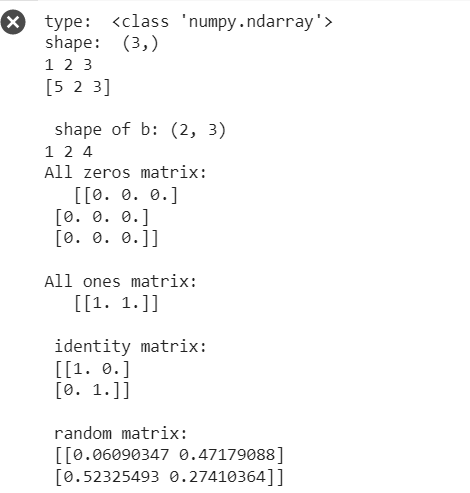 type:  <class 'numpy.ndarray'>
shape:  (3,)
1 2 3
[5 2 3]

 shape of b: (2, 3)
1 2 4
All zeros matrix:
   [[0. 0. 0.]
 [0. 0. 0.]
 [0. 0. 0.]]

All ones matrix:
   [[1. 1.]]

 identity matrix:
 [[1. 0.]
 [0. 1.]]

 random matrix:
 [[0.06090347 0.47179088]
 [0.52325493 0.27410364]]